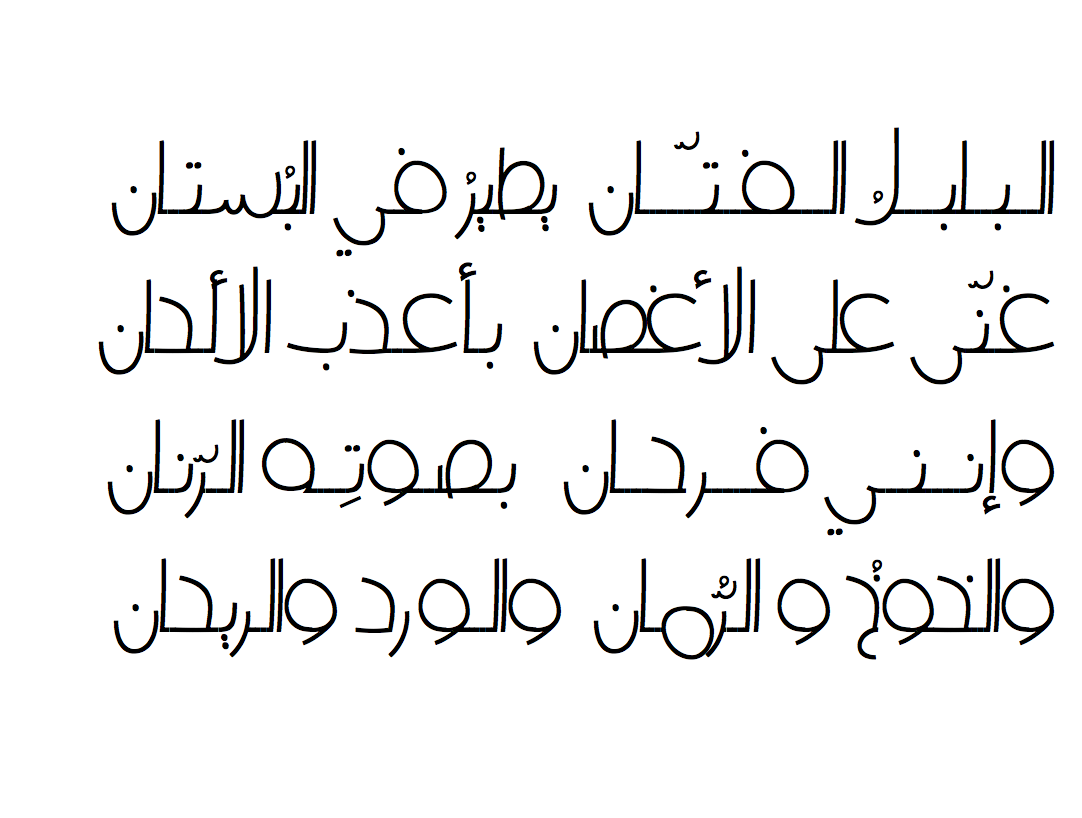 البلبلُ الفتّان يطيرُ في البُستان
غنّى على الأغصان بأعذب الألحان
وإنني فرحان بصوتِه الرّنان
والخوخُ و الرُّمان والورد والريحان